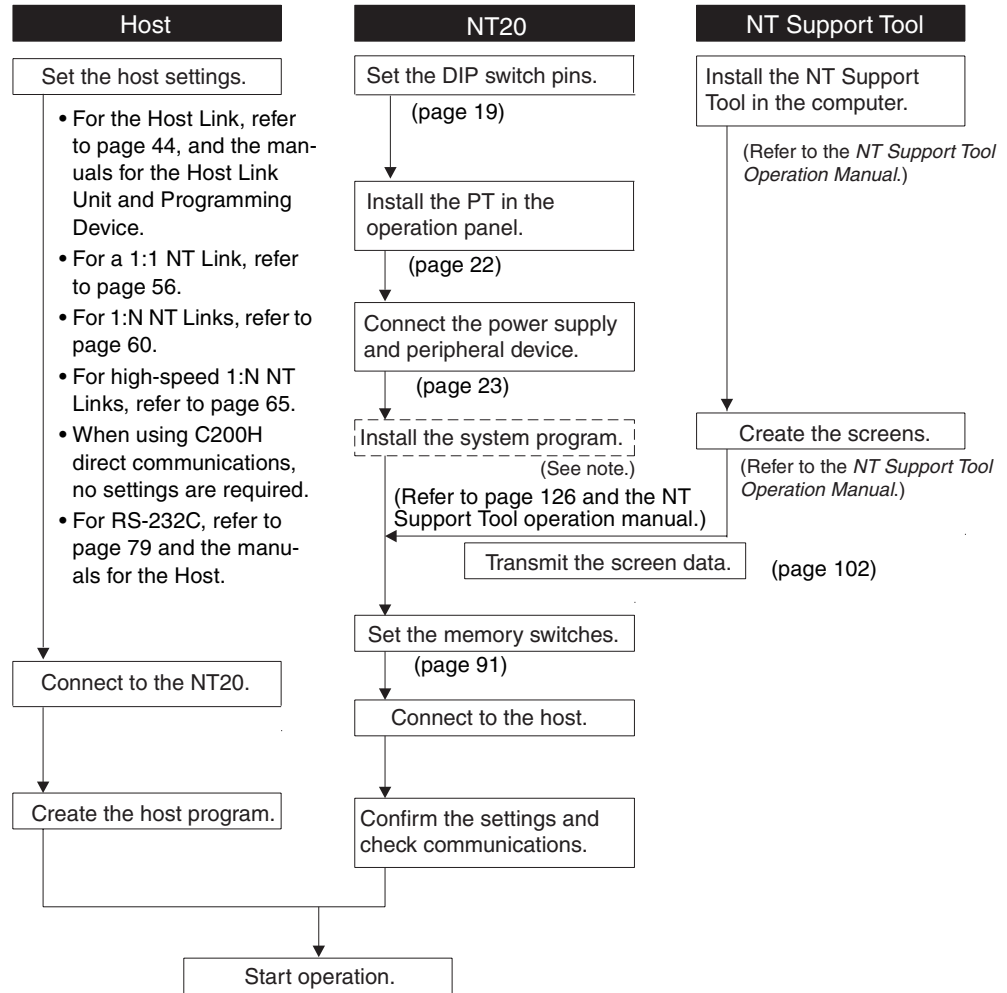 Host
Set the host settings.
• For the Host Link, refer
to page 44, and the man-
uals for the Host Link
Unit and Programming
Device.
• For a 1:1 NT Link, refer
to page 56.
• For 1:N NT Links, refer to
page 60.
• For high-speed 1:N NT
Links, refer to page 65.
• When using C200H
direct communications,
no settings are required.
• For RS-232C, refer to
page 79 and the manu-
als for the Host.
Connect to the NT20.
Create the host program.
NT20
Set the DIP switch pins.
(page 19)
Install the PT in the
operation panel.
(page 22)
Connect the power supply
and peripheral device.
(page 23)
Install the system program.
(See note.)
(Refer to page 126 and the NT
Support Tool operation manual.)
Set the memory switches.
(page 91)
Connect to the host.
Confirm the settings and
check communications.
NT Support Tool
Install the NT Support
Tool in the computer.
(Refer to the NT Support Tool
Operation Manual.)
Create the screens.
(Refer to the NT Support Tool
Operation Manual.)
Transmit the screen data.
(page 102)
Start operation.